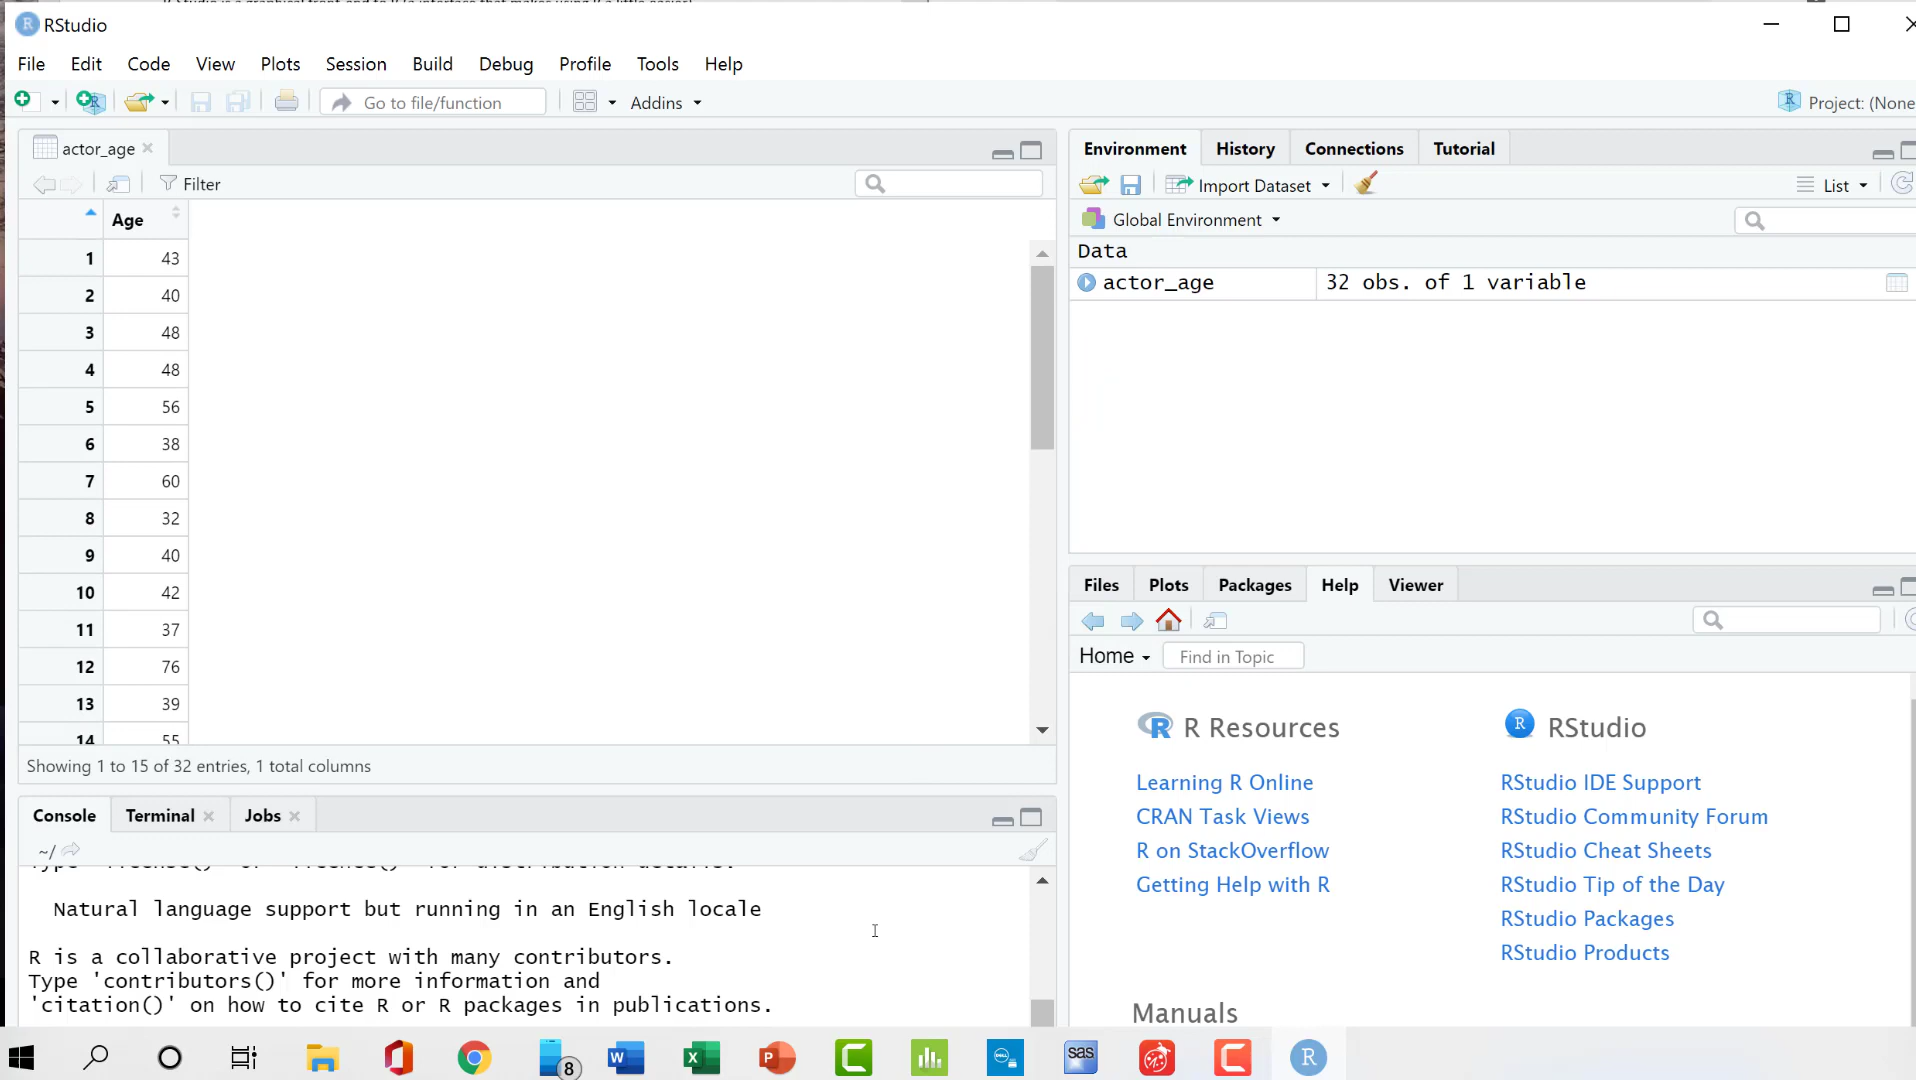 RStudio
File Edit Code View Plots Session Build Debug Profile Tools Help
Go to file/function Addins Project: (None
actor_age
Filter
Age
1 43
2 40
3 48
4 48
5 56
6 38
7 60
8 32
9 40
10 42
11 37
12 76
13 39
14 55
Showing 1 to 15 of 32 entries, 1 total columns
Console Terminal Jobs
~/
Natural language support but running in an English locale
R is a collaborative project with many contributors.
Type 'contributors()' for more information and
'citation()' on how to cite R or R packages in publications.
Environment History Connections Tutorial
Import Dataset List
Global Environment
Data
actor_age 32 obs. of 1 variable
Files Plots Packages Help Viewer
Home Find in Topic
R Resources
Learning R Online
CRAN Task Views
R on StackOverflow
Getting Help with R
RStudio
RStudio IDE Support
RStudio Community Forum
RStudio Cheat Sheets
RStudio Tip of the Day
RStudio Packages
RStudio Products
Manuals
8
sas